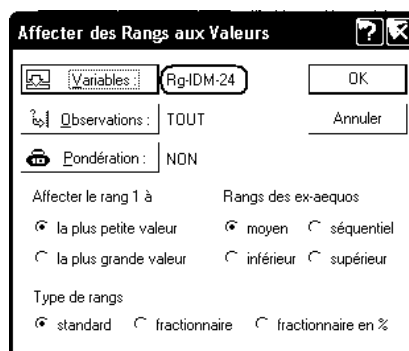 Affecter des Rangs aux Valeurs
Variables : Rg-IDM-24 OK
Observations : TOUT Annuler
Pondération : NON
Affecter le rang 1 à Rangs des ex-aequos
la plus petite valeur moyen séquentiel
la plus grande valeur inférieur supérieur
Type de rangs
standard fractionnaire fractionnaire en %